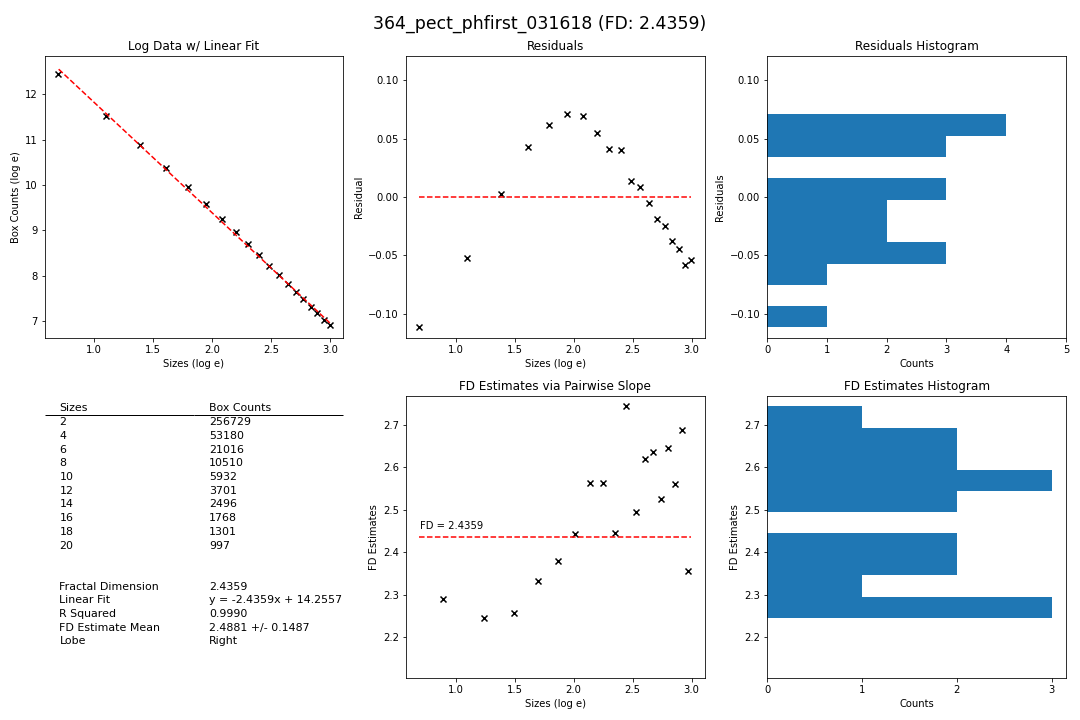 364_pect_phfirst_031618 (FD: 2.4359)
Log Data w/ Linear Fit
Box Counts (log e)
12
11
10
9
8
7
1.0 1.5 2.0 2.5 3.0
Sizes (log e)
Residuals
Residual
0.10
0.05
0.00
−0.05
−0.10
1.0 1.5 2.0 2.5 3.0
Sizes (log e)
Residuals Histogram
Residuals
0.10
0.05
0.00
−0.05
−0.10
0 1 2 3 4 5
Counts
Sizes Box Counts
2 256729
4 53180
6 21016
8 10510
10 5932
12 3701
14 2496
16 1768
18 1301
20 997
Fractal Dimension 2.4359
Linear Fit y = -2.4359x + 14.2557
R Squared 0.9990
FD Estimate Mean 2.4881 +/- 0.1487
Lobe Right
FD Estimates via Pairwise Slope
FD Estimates
2.7
2.6
2.5
2.4
2.3
2.2
FD = 2.4359
1.0 1.5 2.0 2.5 3.0
Sizes (log e)
FD Estimates Histogram
FD Estimates
2.7
2.6
2.5
2.4
2.3
2.2
0 1 2 3
Counts